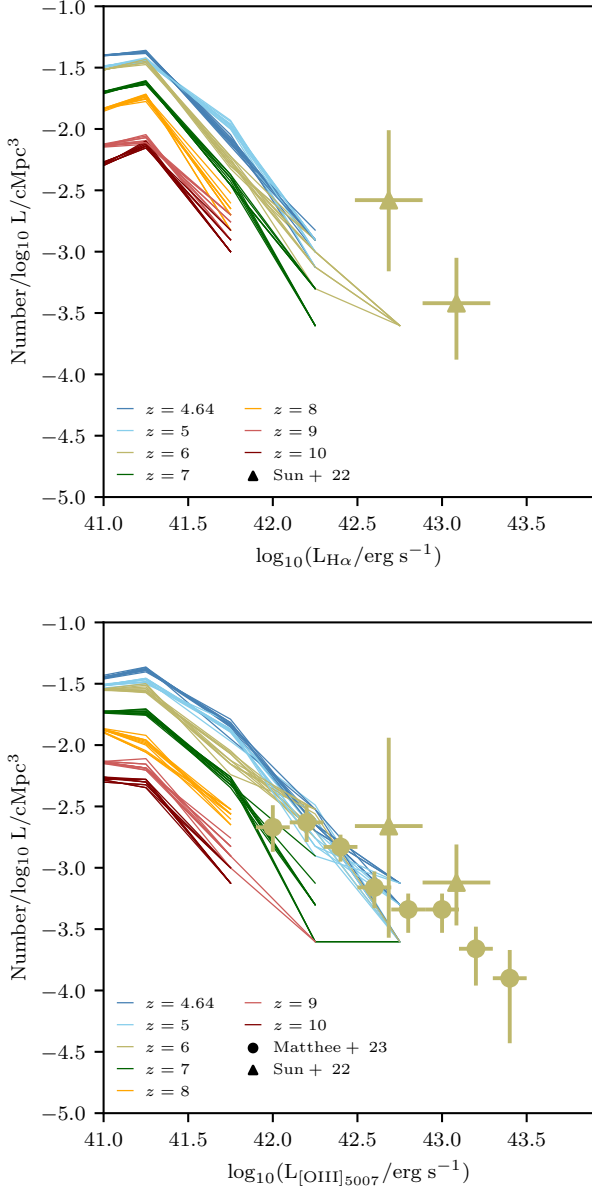 −1.0
−1.5
−2.0
−2.5
−3.0
−3.5
−4.0
−4.5
−5.0
Number/log₁₀ L/cMpc³
z = 4.64
z = 5
z = 6
z = 7
z = 8
z = 9
z = 10
Sun + 22
41.0 41.5 42.0 42.5 43.0 43.5
log₁₀(L_Hα/erg s⁻¹)
−1.0
−1.5
−2.0
−2.5
−3.0
−3.5
−4.0
−4.5
−5.0
Number/log₁₀ L/cMpc³
z = 4.64
z = 5
z = 6
z = 7
z = 8
z = 9
z = 10
Matthee + 23
Sun + 22
41.0 41.5 42.0 42.5 43.0 43.5
log₁₀(L_[OIII]₅₀₀₇/erg s⁻¹)